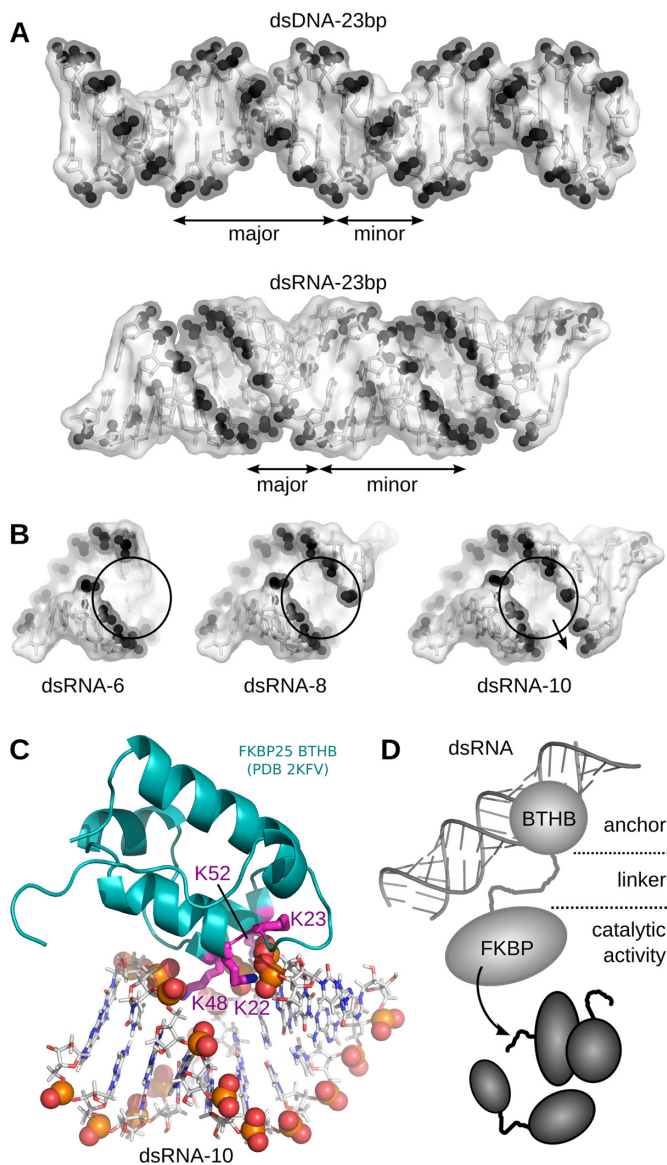 A
dsDNA-23bp
major
minor
dsRNA-23bp
major
minor
B
dsRNA-6
dsRNA-8
dsRNA-10
C
FKBP25 BTHB
(PDB 2KFV)
K52
K23
K48
K22
dsRNA-10
D
dsRNA
BTHB
anchor
linker
FKBP
catalytic
activity